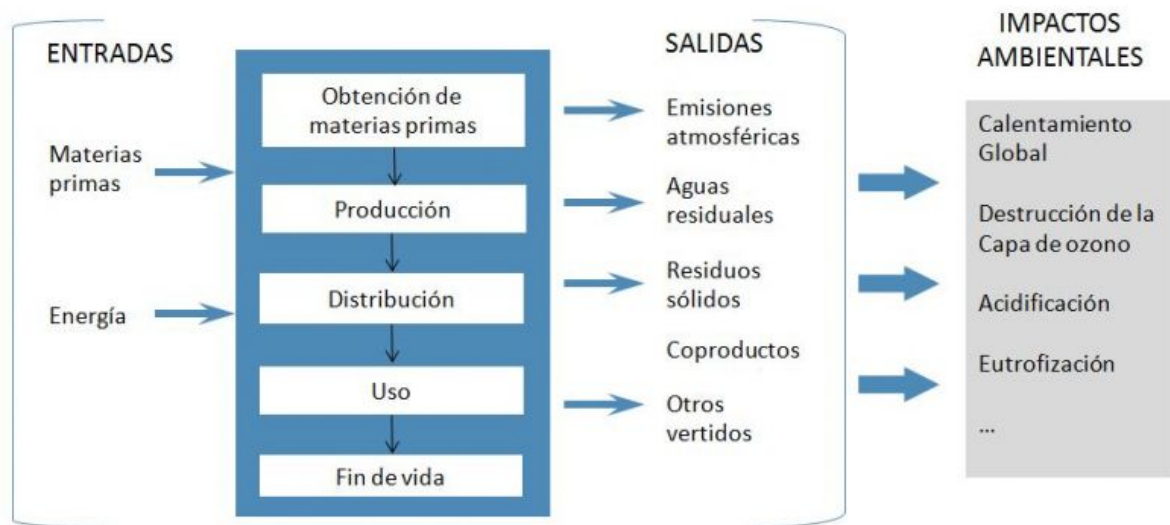 ENTRADAS
Materias
primas
Energía
Obtención de
materias primas
Producción
Distribución
Uso
Fin de vida
SALIDAS
Emisiones
atmosféricas
Aguas
residuales
Residuos
sólidos
Coproductos
Otros
vertidos
IMPACTOS
AMBIENTALES
Calentamiento
Global
Destrucción de la
Capa de ozono
Acidificación
Eutrofización
...